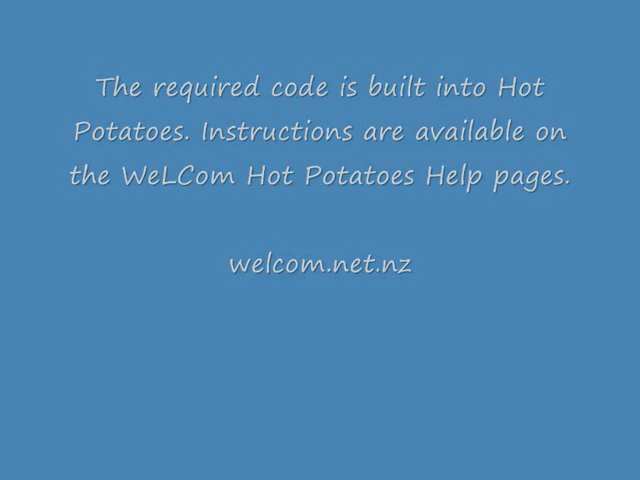 The required code is built into Hot
Potatoes. Instructions are available on
the WeLCom Hot Potatoes Help pages.
welcom.net.nz